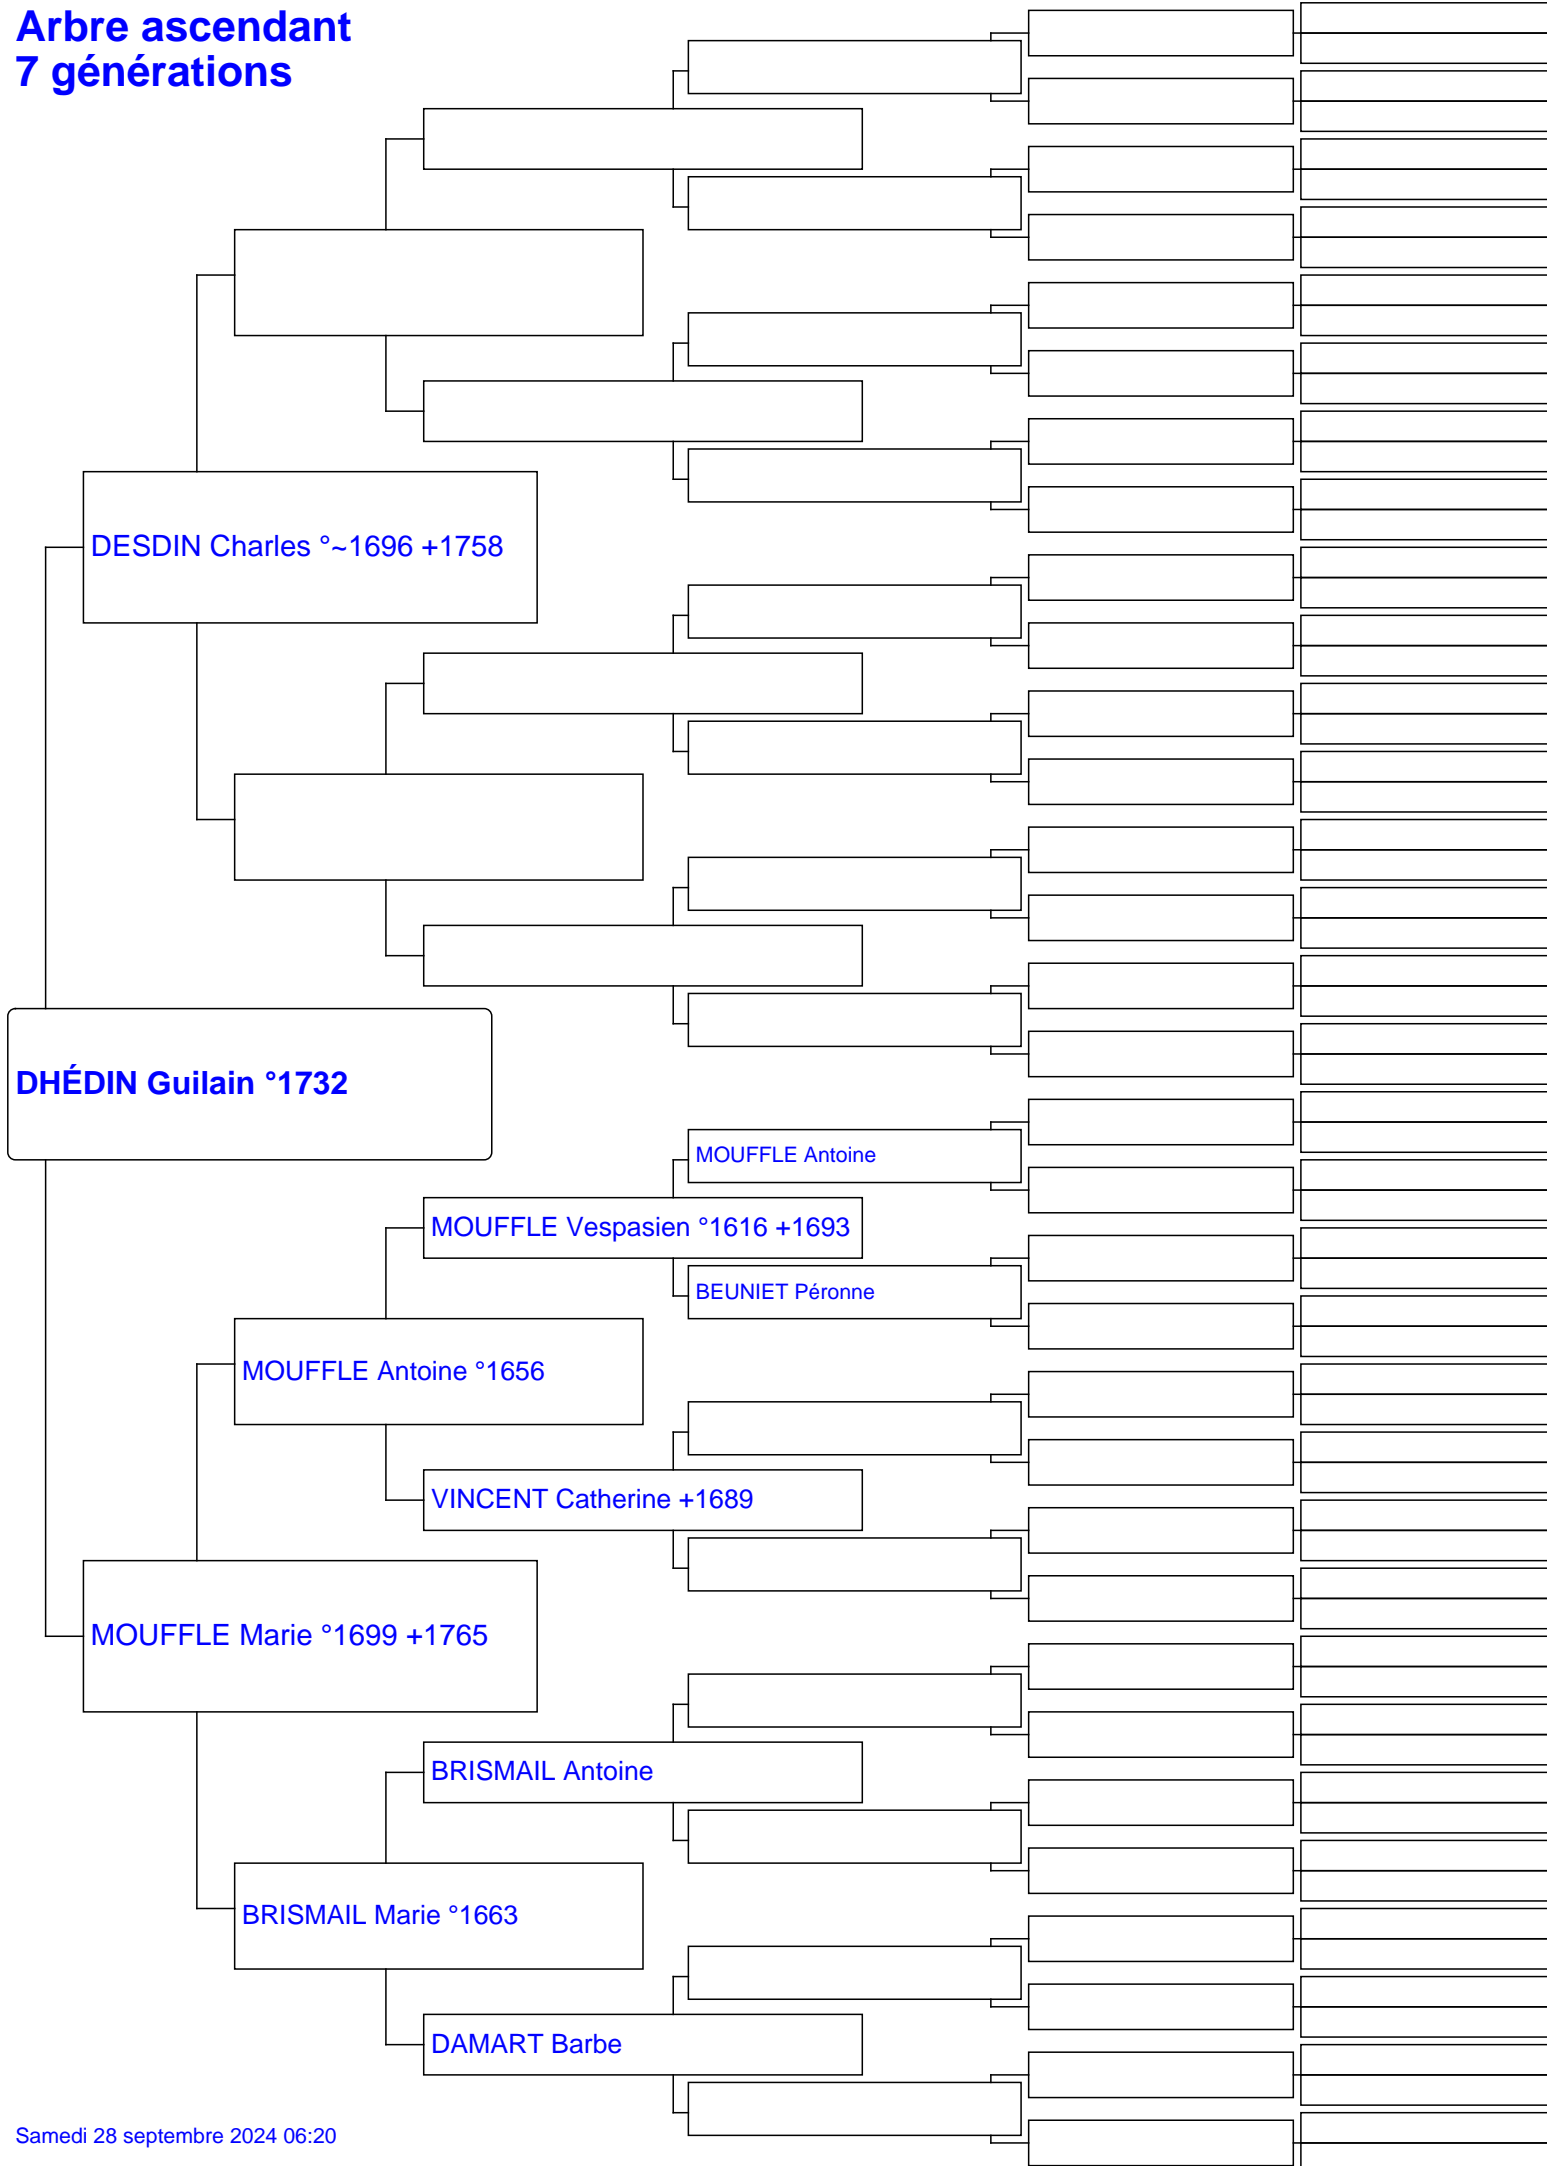 Arbre ascendant
7 générations
DESDIN Charles °~1696 +1758
DHÉDIN Guilain °1732
MOUFFLE Antoine
MOUFFLE Vespasien °1616 +1693
BEUNIET Péronne
MOUFFLE Antoine °1656
VINCENT Catherine +1689
MOUFFLE Marie °1699 +1765
BRISMAIL Antoine
BRISMAIL Marie °1663
DAMART Barbe
Samedi 28 septembre 2024 06:20